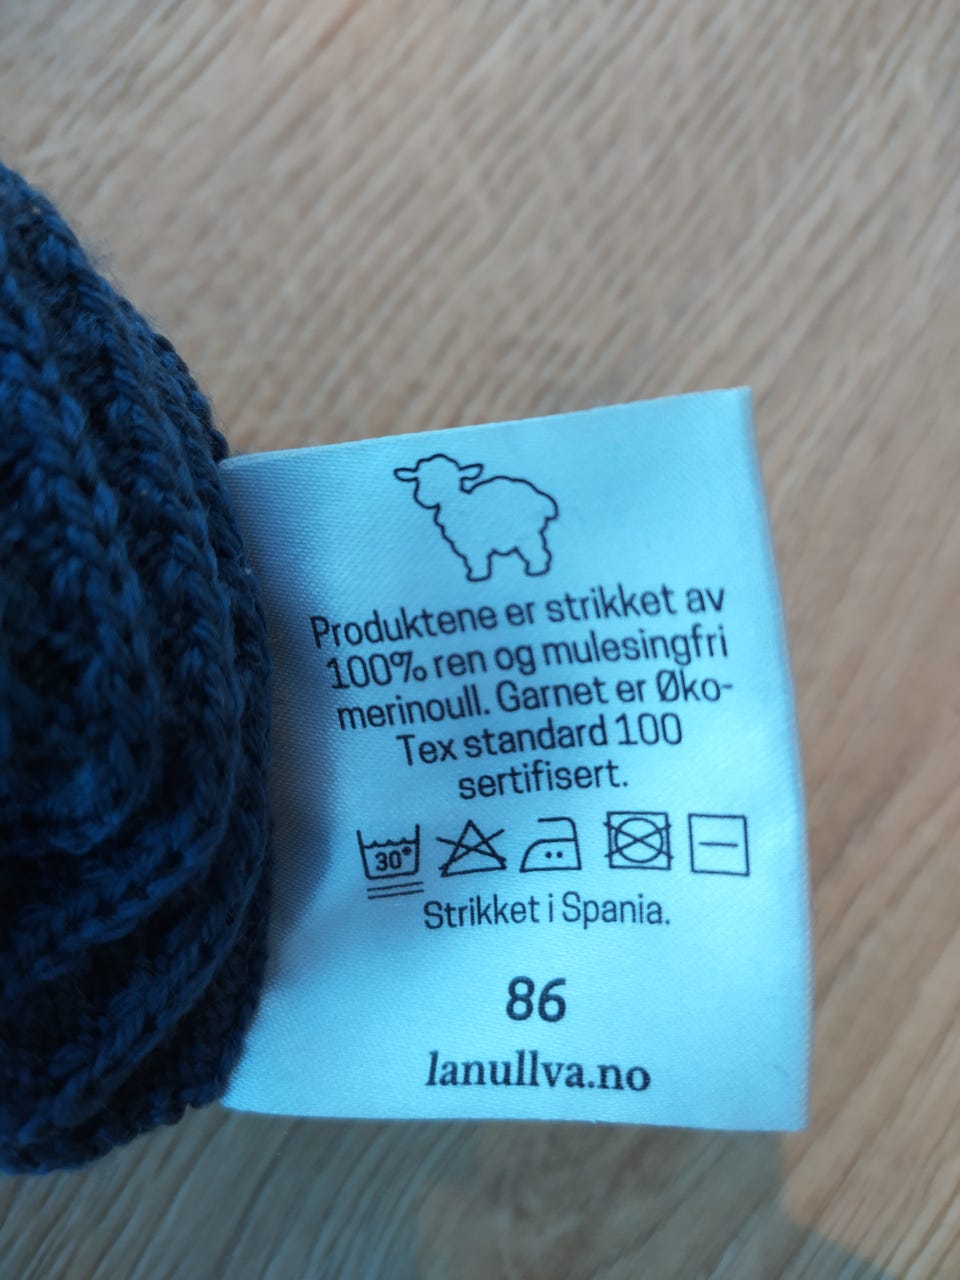 Produktene er strikket av
100% ren og mulesingfri
merinoull. Garnet er Øko-
Tex standard 100
sertifisert.
30°
Strikket i Spania.
86
lanullva.no